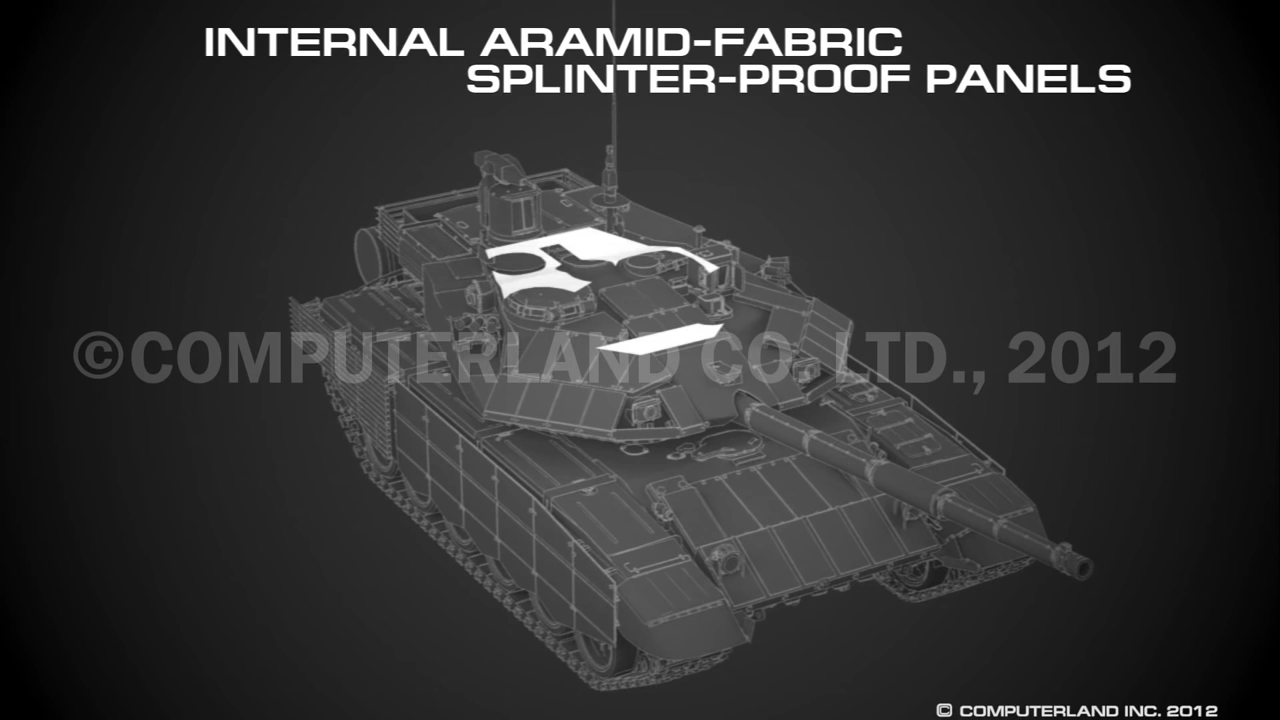 INTERNAL ARAMID-FABRIC
SPLINTER-PROOF PANELS
©COMPUTERLAND CO. LTD., 2012
© COMPUTERLAND INC. 2012